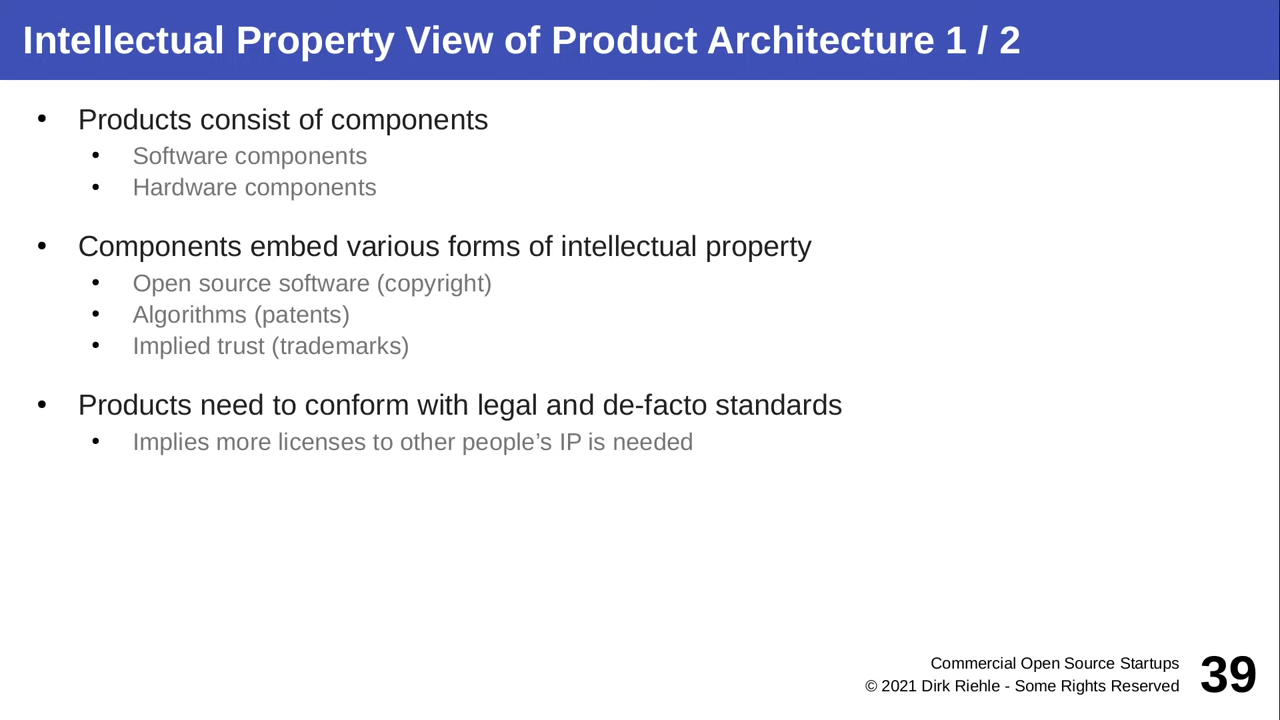 Intellectual Property View of Product Architecture 1 / 2
• Products consist of components
• Software components
• Hardware components
• Components embed various forms of intellectual property
• Open source software (copyright)
• Algorithms (patents)
• Implied trust (trademarks)
• Products need to conform with legal and de-facto standards
• Implies more licenses to other people’s IP is needed
Commercial Open Source Startups
© 2021 Dirk Riehle - Some Rights Reserved
39